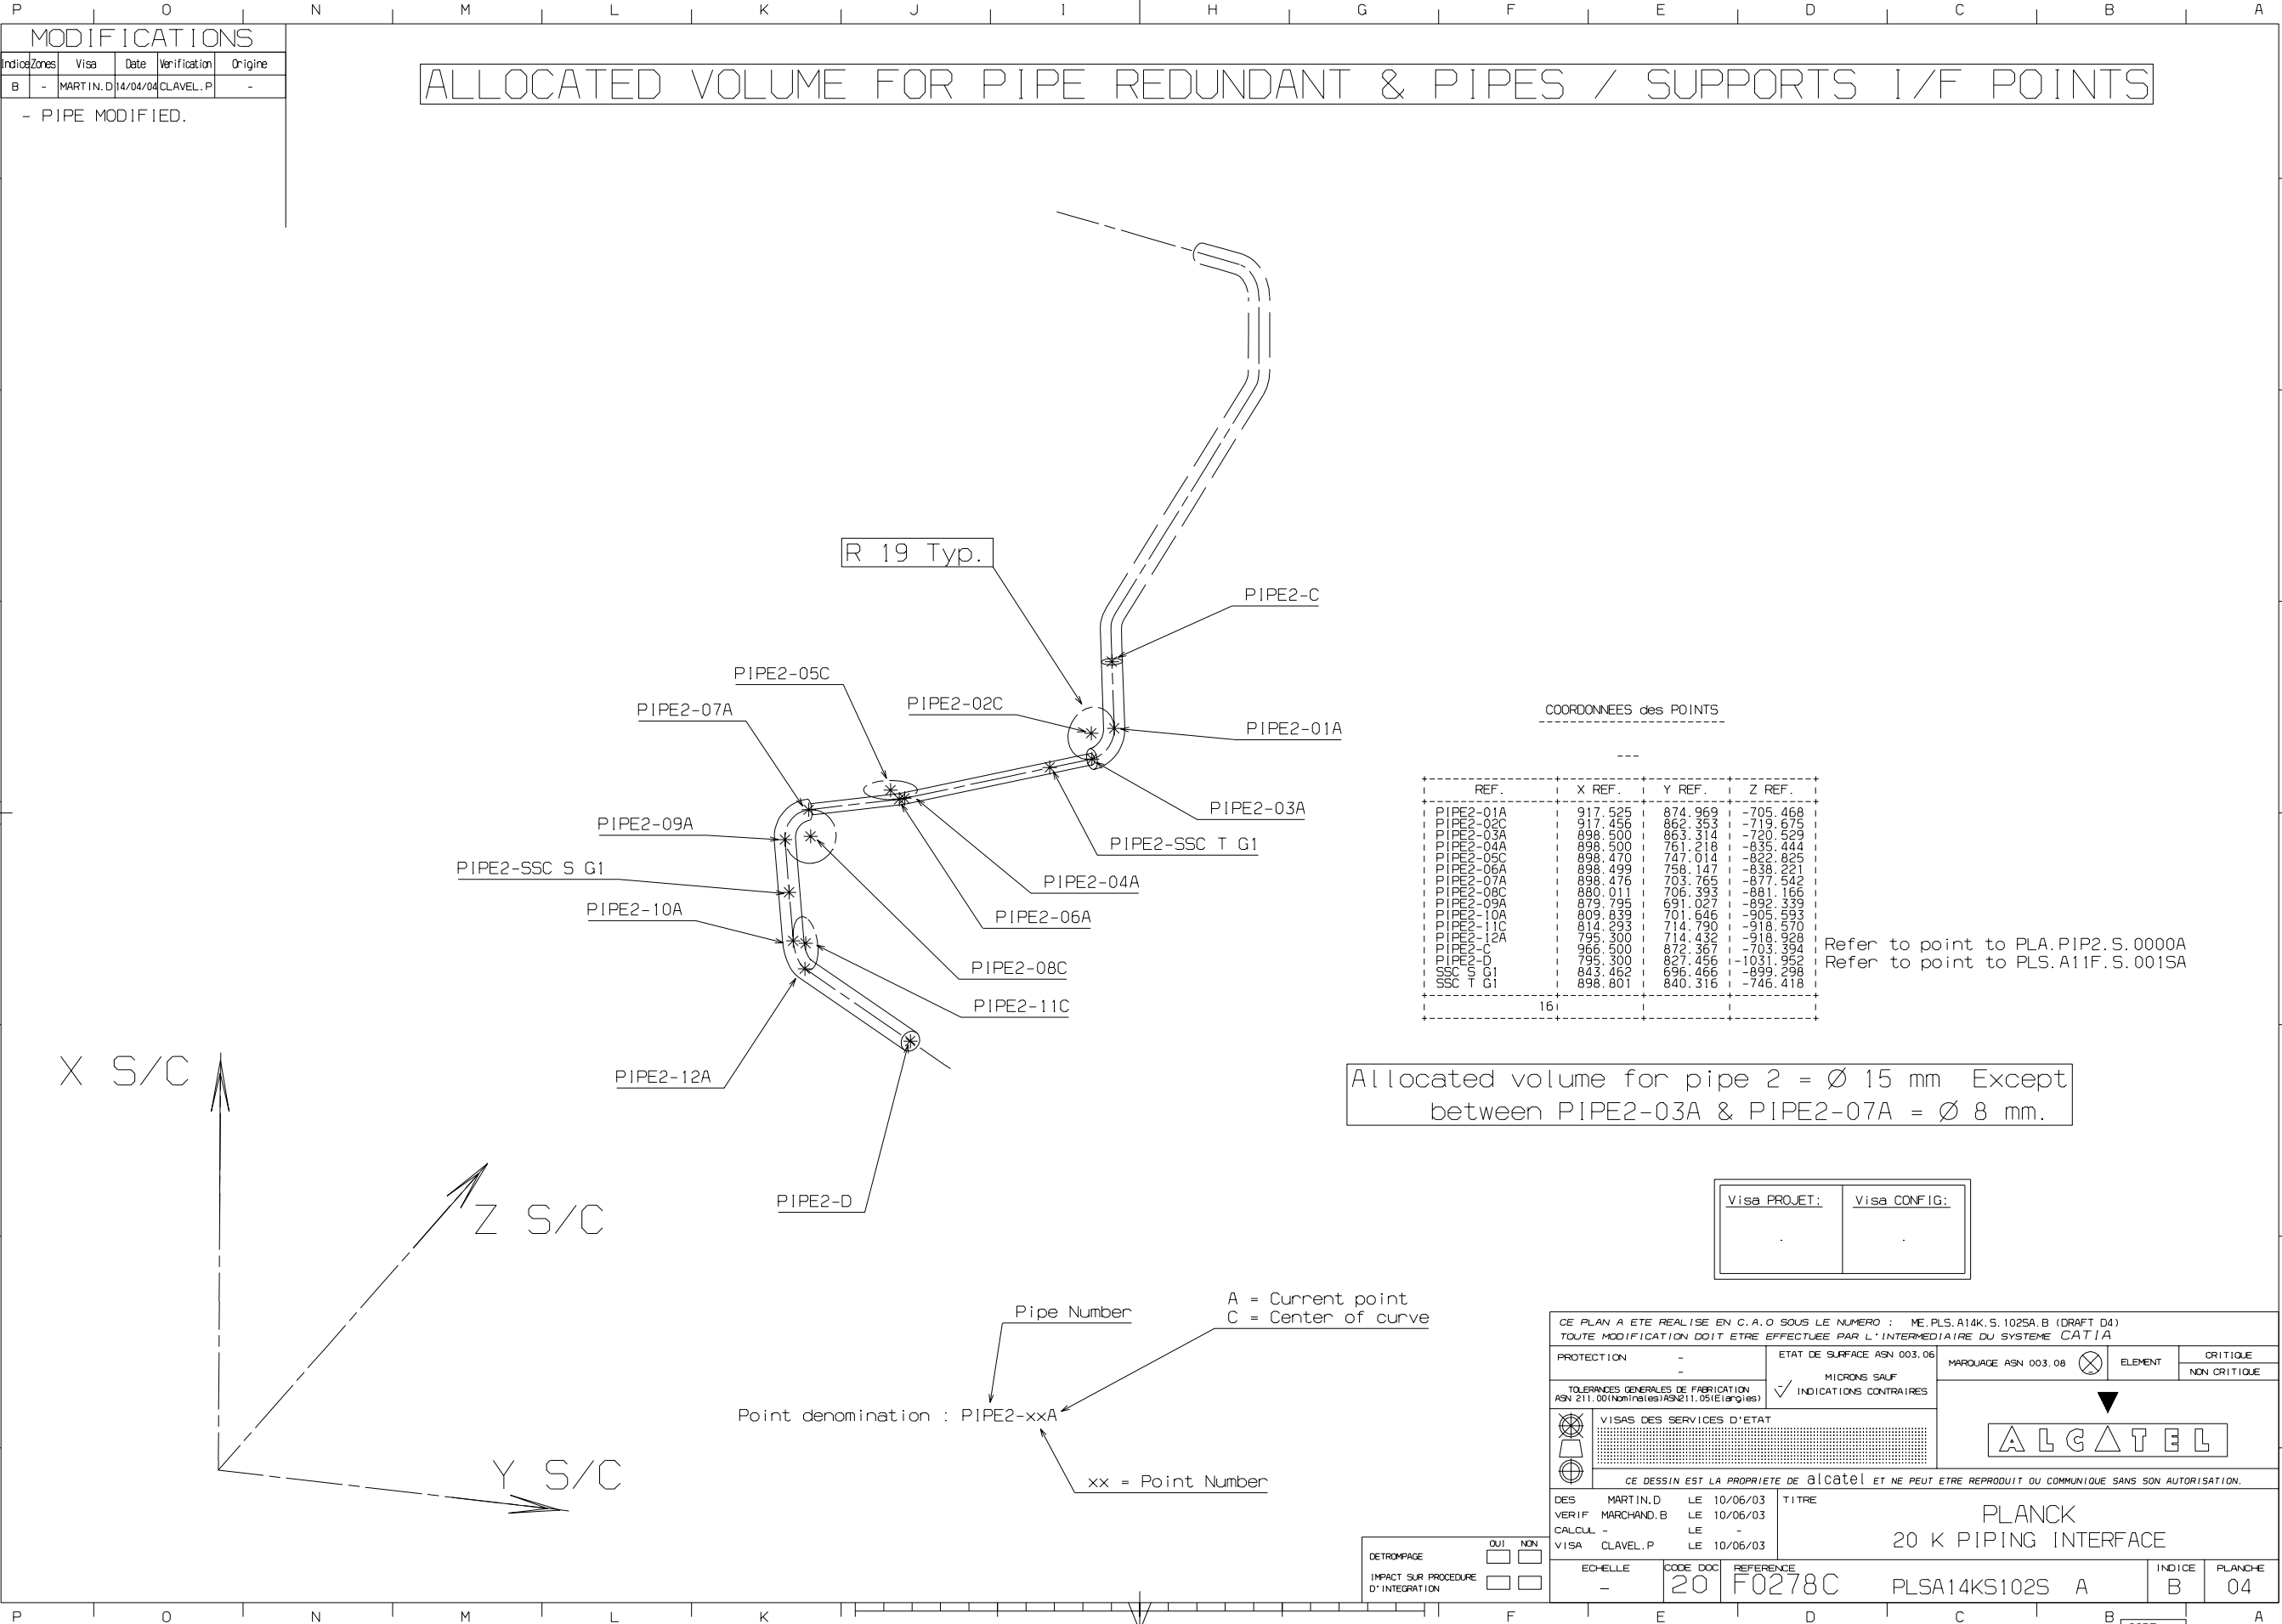 P O N M L K J I H G F E D C B A
MODIFICATIONS
Indice Zones Visa Date Verification Origine
B - MARTIN.D 14/04/04 CLAVEL.P -
- PIPE MODIFIED.
ALLOCATED VOLUME FOR PIPE REDUNDANT & PIPES / SUPPORTS I/F POINTS
R 19 Typ.
PIPE2-C
PIPE2-05C
PIPE2-02C
PIPE2-07A
PIPE2-01A
PIPE2-03A
PIPE2-09A
PIPE2-SSC T G1
PIPE2-SSC S G1
PIPE2-04A
PIPE2-10A
PIPE2-06A
PIPE2-08C
PIPE2-11C
PIPE2-12A
PIPE2-D
COORDONNEES des POINTS
---
REF. X REF. Y REF. Z REF.
PIPE2-01A 917.525 874.969 -705.468
PIPE2-02C 917.456 862.353 -719.675
PIPE2-03A 898.500 863.314 -720.529
PIPE2-04A 898.500 761.218 -835.444
PIPE2-05C 898.470 747.014 -822.825
PIPE2-06A 898.499 758.147 -838.221
PIPE2-07A 898.476 703.765 -877.542
PIPE2-08C 880.011 706.393 -881.166
PIPE2-09A 879.795 691.027 -892.339
PIPE2-10A 809.839 701.646 -905.593
PIPE2-11C 814.293 714.790 -918.570
PIPE2-12A 795.300 714.432 -918.928
PIPE2-C 966.500 872.367 -703.394 Refer to point to PLA.PIP2.S.0000A
PIPE2-D 795.300 827.456 -1031.952 Refer to point to PLS.A11F.S.001SA
SSC S G1 843.462 696.466 -899.298
SSC T G1 898.801 840.316 -746.418
16
Allocated volume for pipe 2 = Ø 15 mm Except
between PIPE2-03A & PIPE2-07A = Ø 8 mm.
X S/C
Z S/C
Y S/C
Visa PROJET: Visa CONFIG:
. .
Pipe Number
A = Current point
C = Center of curve
Point denomination : PIPE2-xxA
xx = Point Number
CE PLAN A ETE REALISE EN C.A.O SOUS LE NUMERO : ME.PLS.A14K.S.102SA.B (DRAFT D4)
TOUTE MODIFICATION DOIT ETRE EFFECTUEE PAR L'INTERMEDIAIRE DU SYSTEME CATIA
PROTECTION - -
ETAT DE SURFACE ASN 003.06
MICRONS SAUF
INDICATIONS CONTRAIRES
MARQUAGE ASN 003.08
ELEMENT
CRITIQUE
NON CRITIQUE
TOLERANCES GENERALES DE FABRICATION
ASN 211.00(Nominales)ASN211.05(Elargies)
VISAS DES SERVICES D'ETAT
ALCATEL
CE DESSIN EST LA PROPRIETE DE alcatel ET NE PEUT ETRE REPRODUIT OU COMMUNIQUE SANS SON AUTORISATION.
DES MARTIN.D LE 10/06/03
VERIF MARCHAND.B LE 10/06/03
CALCUL - LE -
VISA CLAVEL.P LE 10/06/03
TITRE
PLANCK
20 K PIPING INTERFACE
OUI NON
DETROMPAGE
IMPACT SUR PROCEDURE
D'INTEGRATION
ECHELLE CODE DOC REFERENCE INDICE PLANCHE
- 20 F0278C PLSA14KS102S A B 04
P O N M L K F E D C B A